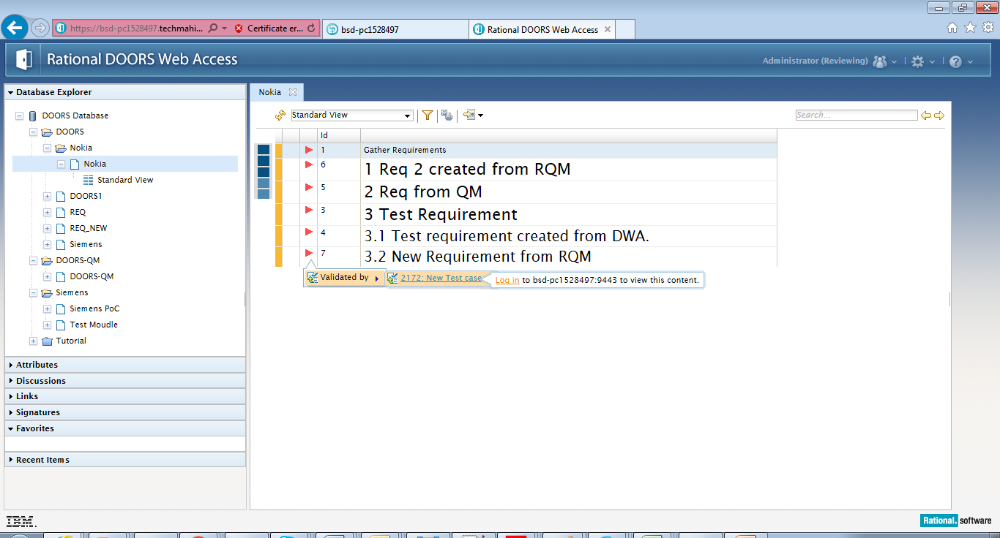 https://bsd-pc1528497.techmahi...
Certificate er...
bsd-pc1528497
Rational DOORS Web Access
Rational DOORS Web Access
Administrator (Reviewing)
Database Explorer
DOORS Database
DOORS
Nokia
Nokia
Standard View
DOORS1
REQ
REQ_NEW
Siemens
DOORS-QM
DOORS-QM
Siemens
Siemens PoC
Test Moudle
Tutorial
Attributes
Discussions
Links
Signatures
Favorites
Recent Items
Nokia
Standard View
Search...
Id
1 Gather Requirements
6 1 Req 2 created from RQM
5 2 Req from QM
3 3 Test Requirement
4 3.1 Test requirement created from DWA.
7 3.2 New Requirement from RQM
Validated by
2172: New Test case
Log in to bsd-pc1528497:9443 to view this content.
IBM.
Rational. software